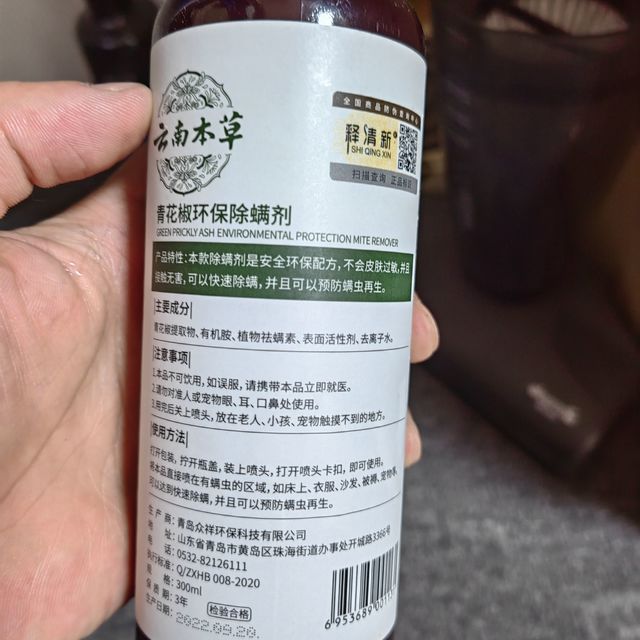 全国商品防伪查询中心
云南本草
释清新
SHI QING XIN
扫描查询 正品保证
青花椒环保除螨剂
GREEN PRICKLY ASH ENVIRONMENTAL PROTECTION MITE REMOVER
产品特性:本款除螨剂是安全环保配方,不会皮肤过敏,并且
接触无害,可以快速除螨,并且可以预防螨虫再生。
主要成分
青花椒提取物、有机胺、植物祛螨素、表面活性剂、去离子水。
注意事项
1.本品不可饮用,如误服,请携带本品立即就医。
2.请勿对准人或宠物眼、耳、口鼻处使用。
3.用完后关上喷头,放在老人、小孩、宠物触摸不到的地方。
使用方法
打开包装,拧开瓶盖,装上喷头,打开喷头卡扣,即可使用。
将本品直接喷在有螨虫的区域,如床上、衣服、沙发、被褥、宠物等,
可以达到快速除螨,并且可以预防螨虫再生。
生产商:青岛众祥环保科技有限公司
地址:山东省青岛市黄岛区珠海街道办事处开城路3366号
电话:0532-82126111
执行标准:Q/ZXHB 008-2020
规格:300ml
保质期:3年
检验合格
生产日期:2022.09.20
6 953689 001